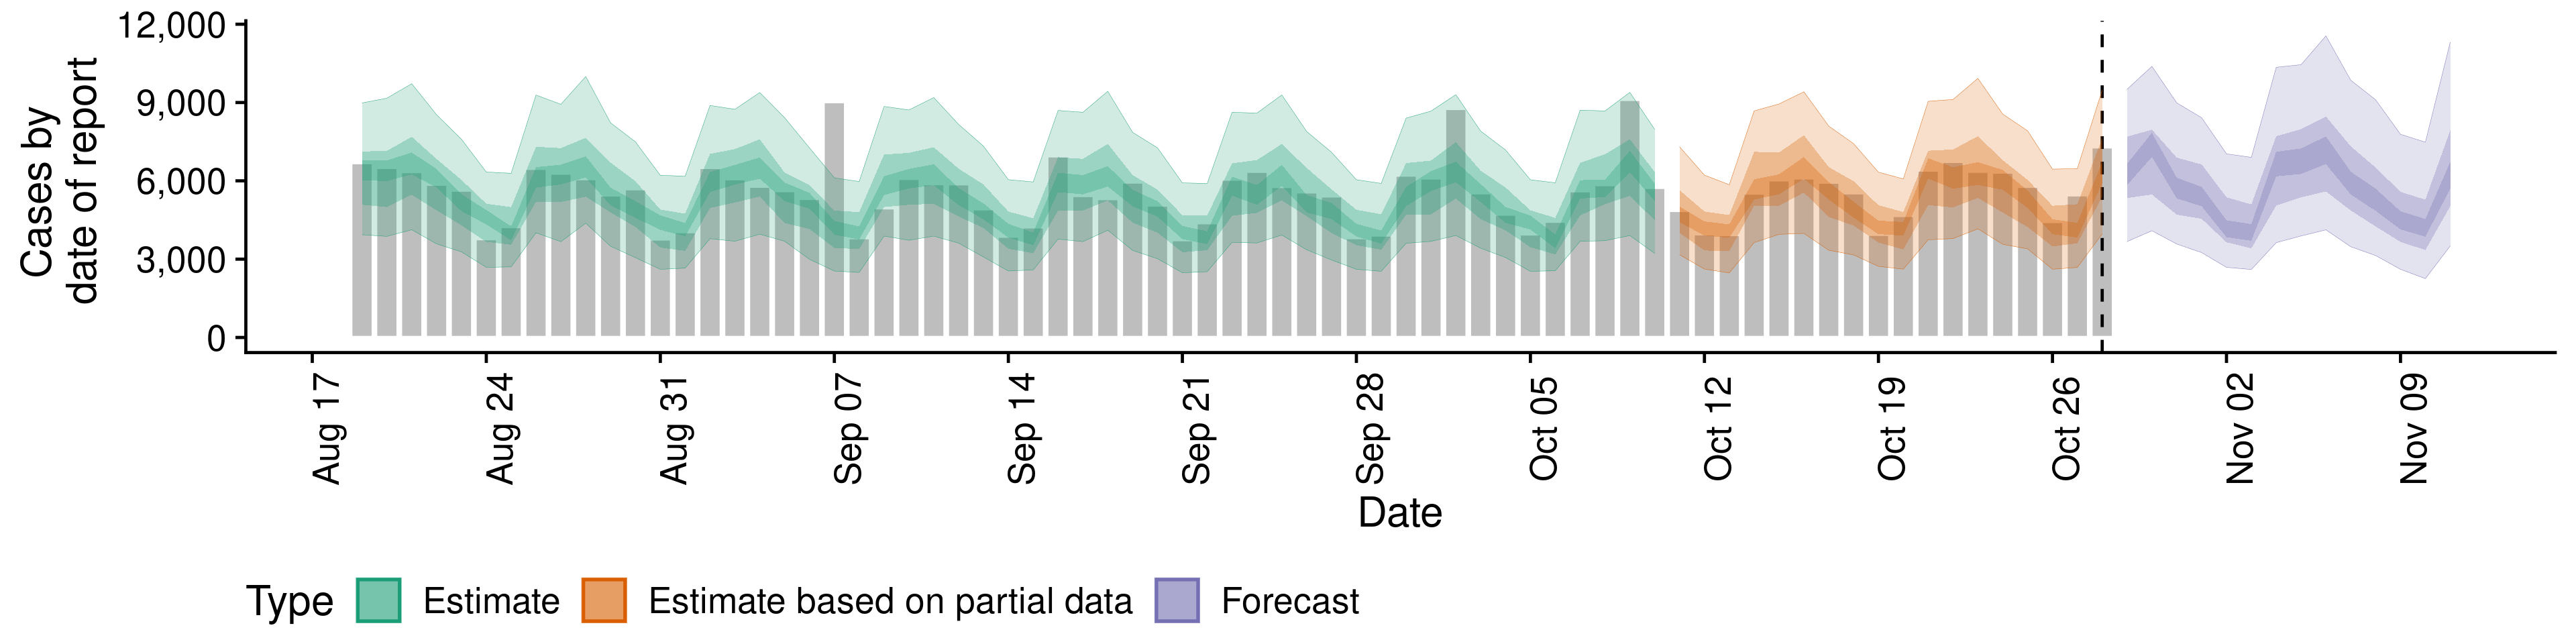 Cases by
date of report
12,000
9,000
6,000
3,000
0
Aug 17
Aug 24
Aug 31
Sep 07
Sep 14
Sep 21
Sep 28
Oct 05
Oct 12
Oct 19
Oct 26
Nov 02
Nov 09
Date
Type Estimate Estimate based on partial data Forecast